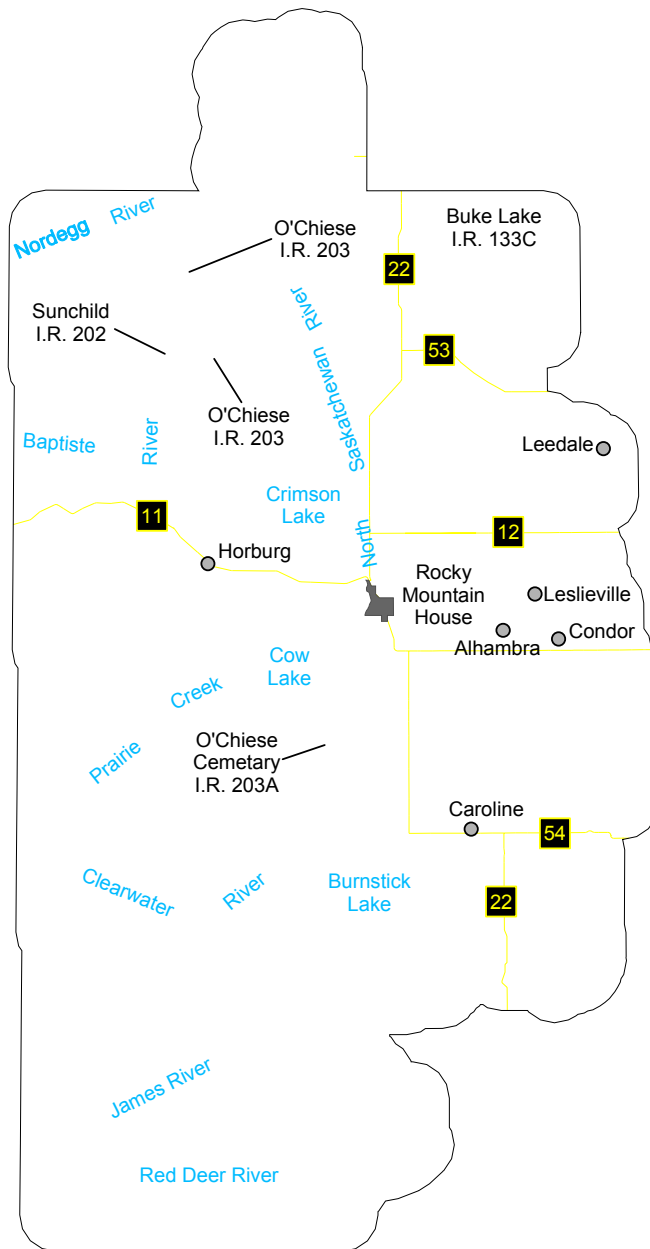 Nordegg River
O'Chiese
I.R. 203
Buke Lake
I.R. 133C
22
Sunchild
I.R. 202
53
O'Chiese
I.R. 203
North Saskatchewan River
Baptiste River
Leedale
Crimson
Lake
11
12
Horburg
Rocky
Mountain
House
Leslieville
Alhambra
Condor
Cow
Lake
Prairie Creek
O'Chiese
Cemetary
I.R. 203A
Caroline
54
Clearwater River
Burnstick
Lake
22
James River
Red Deer River